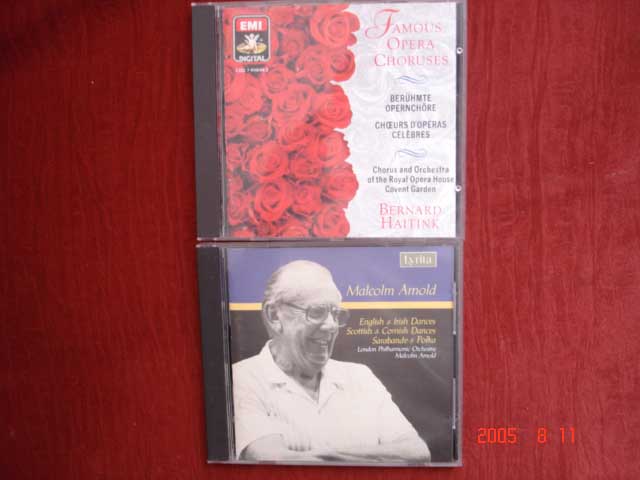 EMI
DIGITAL
FAMOUS
OPERA
CHORUSES
BERÜHMTE
OPERNCHÖRE
CHŒURS D'OPERAS
CÉLÈBRES
Chorus and Orchestra
of the Royal Opera House
Covent Garden
BERNARD
HAITINK
Lyrita
Malcolm Arnold
English & Irish Dances
Scottish & Cornish Dances
Sarabande & Polka
London Philharmonic Orchestra
Malcolm Arnold
2005 8 11